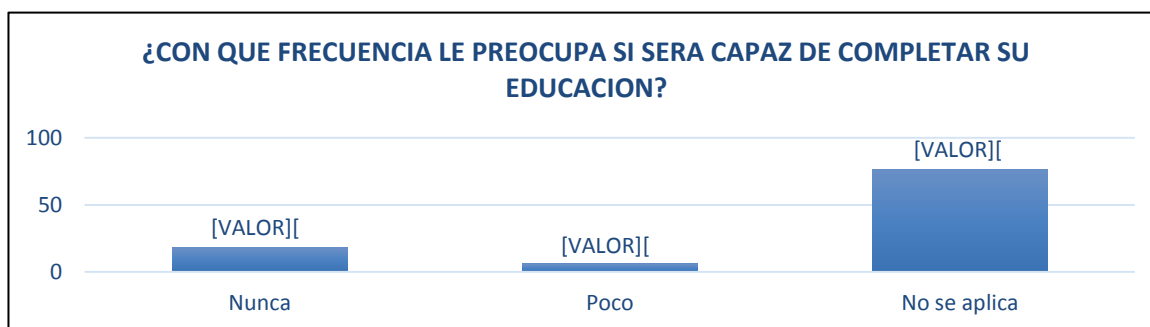 ¿CON QUE FRECUENCIA LE PREOCUPA SI SERA CAPAZ DE COMPLETAR SU
EDUCACION?
100
[VALOR][
50
[VALOR][
[VALOR][
0
Nunca
Poco
No se aplica